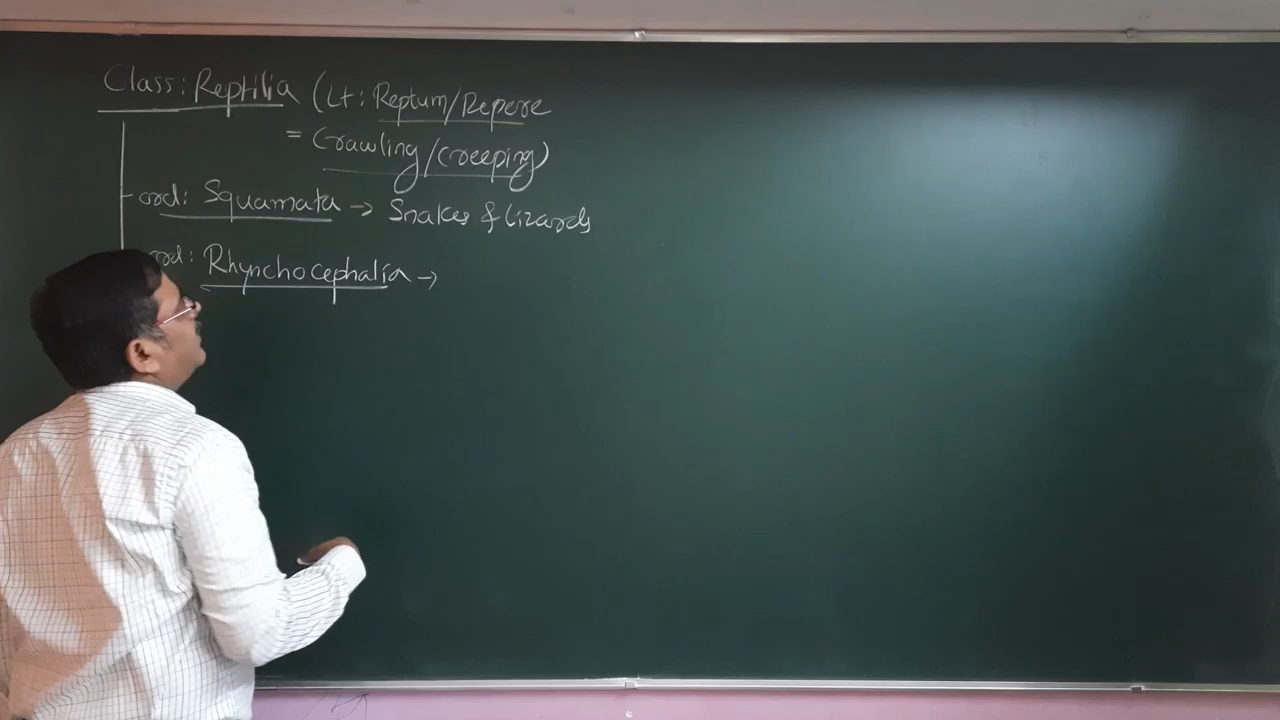 Class: Reptilia (Lt: Reptum/Repere
= Crawling/Creeping)
ord: Squamata → Snakes & Lizards
ord: Rhynchocephalia →